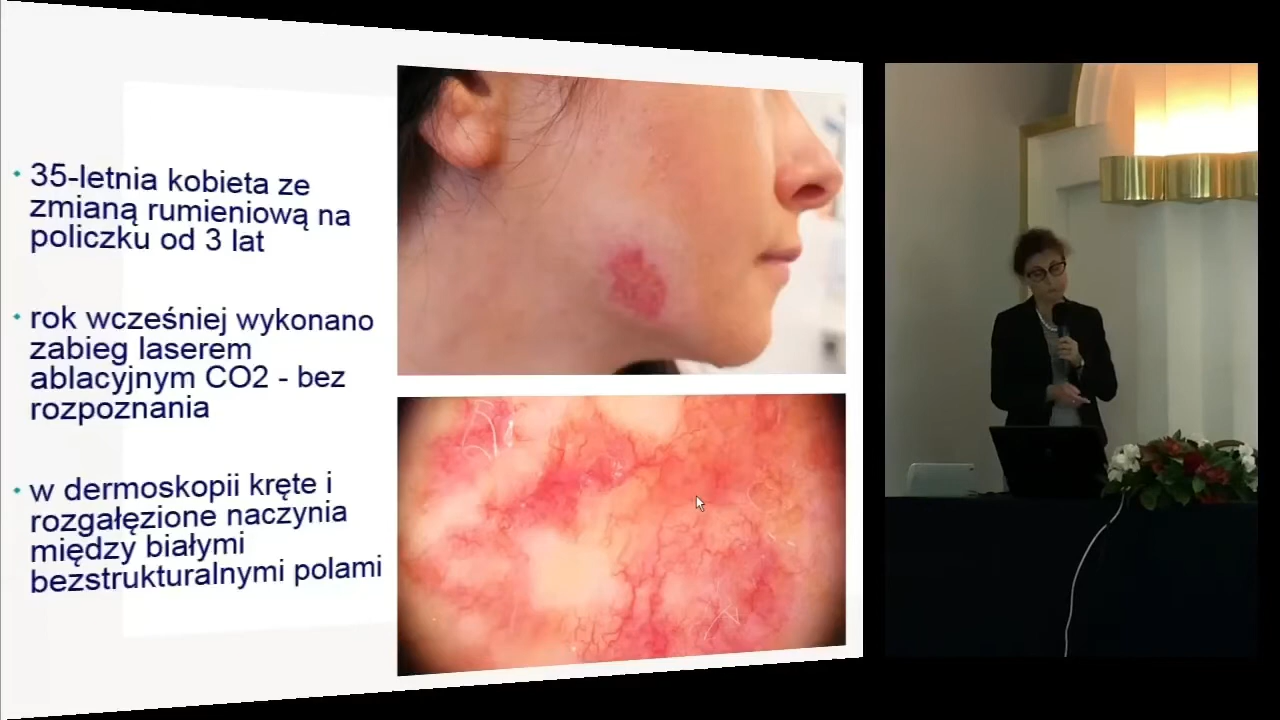 35-letnia kobieta ze
zmianą rumieniową na
policzku od 3 lat
rok wcześniej wykonano
zabieg laserem
ablacyjnym CO2 - bez
rozpoznania
w dermoskopii kręte i
rozgałęzione naczynia
między białymi
bezstrukturalnymi polami